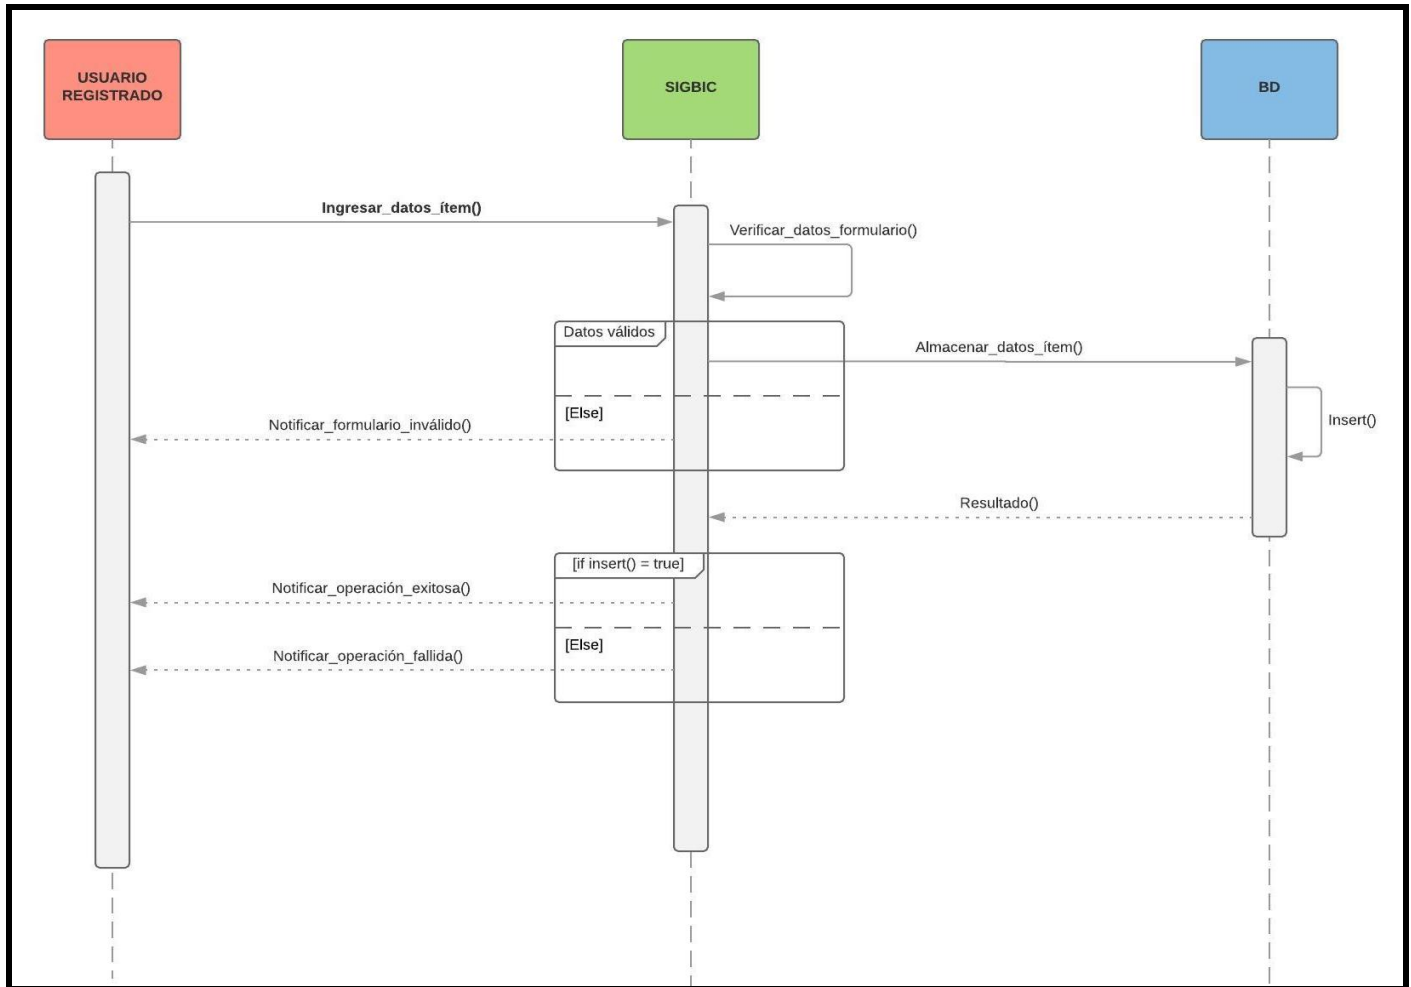 USUARIO
REGISTRADO
SIGBIC
BD
Ingresar_datos_ítem()
Verificar_datos_formulario()
Datos válidos
Almacenar_datos_ítem()
[Else]
Notificar_formulario_inválido()
Insert()
Resultado()
[if insert() = true]
Notificar_operación_exitosa()
[Else]
Notificar_operación_fallida()